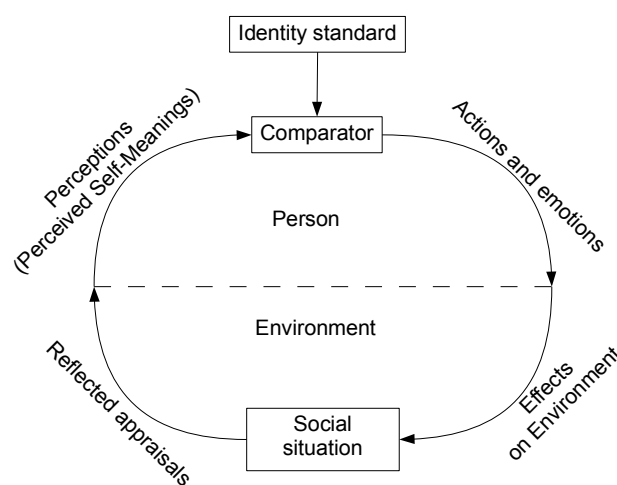 Identity standard
Comparator
Perceptions
(Perceived Self-Meanings)
Actions and emotions
Person
Environment
Reflected appraisals
Effects
on Environment
Social
situation